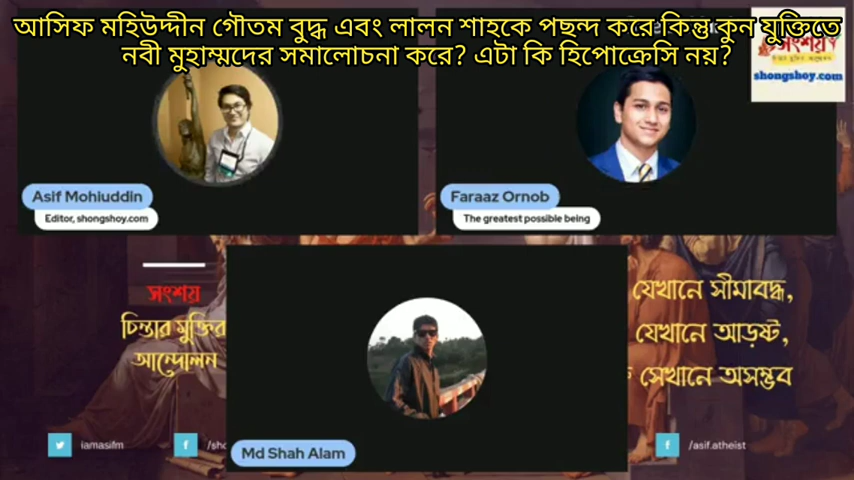 আসিফ মহিউদ্দীন গৌতম বুদ্ধ এবং লালন শাহকে পছন্দ করে কিন্তু কুন যুক্তিতে
নবী মুহাম্মদের সমালোচনা করে? এটা কি হিপোক্রেসি নয়?
সংশয়
shongshoy.com
Asif Mohiuddin
Editor, shongshoy.com
Faraaz Ornob
The greatest possible being
সংশয়
চিন্তার মুক্তির
আন্দোলন
যেখানে সীমাবদ্ধ,
যেখানে আড়ষ্ট,
সেখানে অসম্ভব
iamasifm
/sho
/asif.atheist
Md Shah Alam